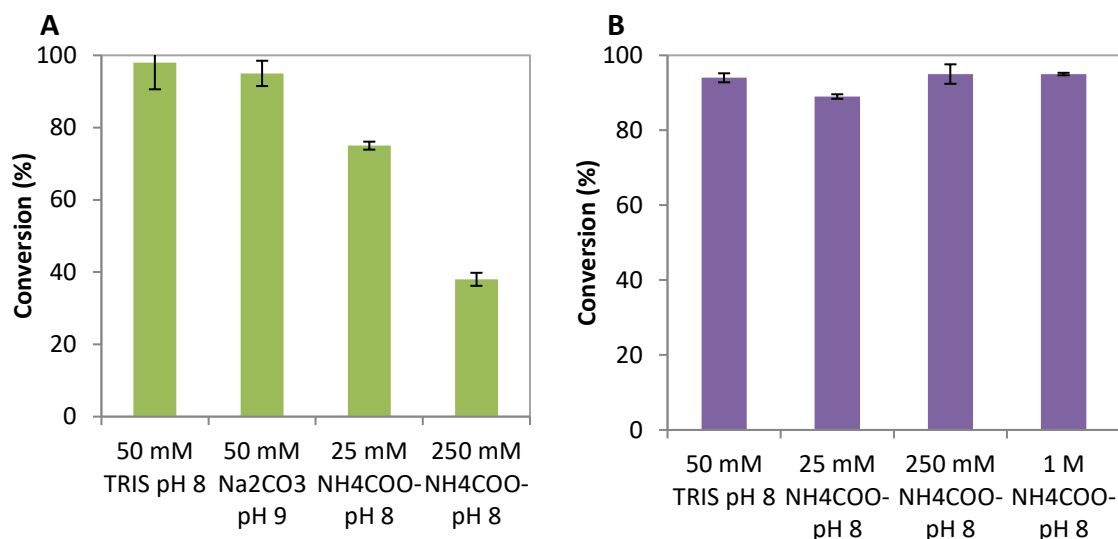 A
Conversion (%)
100
80
60
40
20
0
50 mM
TRIS pH 8
50 mM
Na2CO3
pH 9
25 mM
NH4COO-
pH 8
250 mM
NH4COO-
pH 8
B
Conversion (%)
100
80
60
40
20
0
50 mM
TRIS pH 8
25 mM
NH4COO-
pH 8
250 mM
NH4COO-
pH 8
1 M
NH4COO-
pH 8